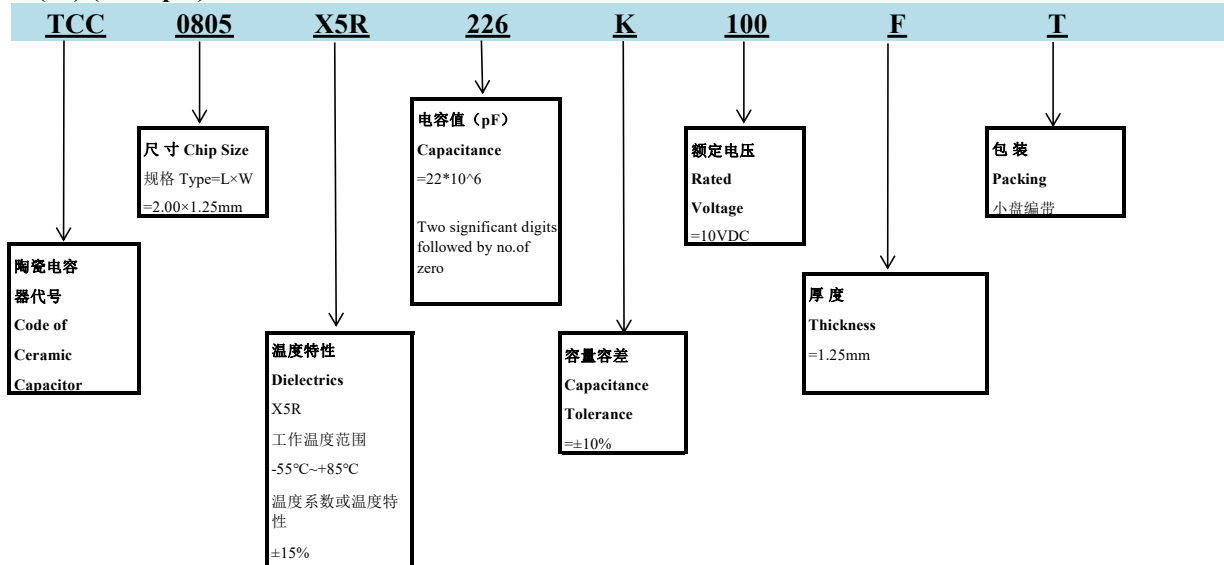 TCC 0805 X5R 226 K 100 F T
陶瓷电容
器代号
Code of
Ceramic
Capacitor
尺 寸 Chip Size
规格 Type=L×W
=2.00×1.25mm
温度特性
Dielectrics
X5R
工作温度范围
-55℃~+85℃
温度系数或温度特
性
±15%
电容值（pF）
Capacitance
=22*10^6
Two significant digits
followed by no.of
zero
容量容差
Capacitance
Tolerance
=±10%
额定电压
Rated
Voltage
=10VDC
厚 度
Thickness
=1.25mm
包 装
Packing
小盘编带